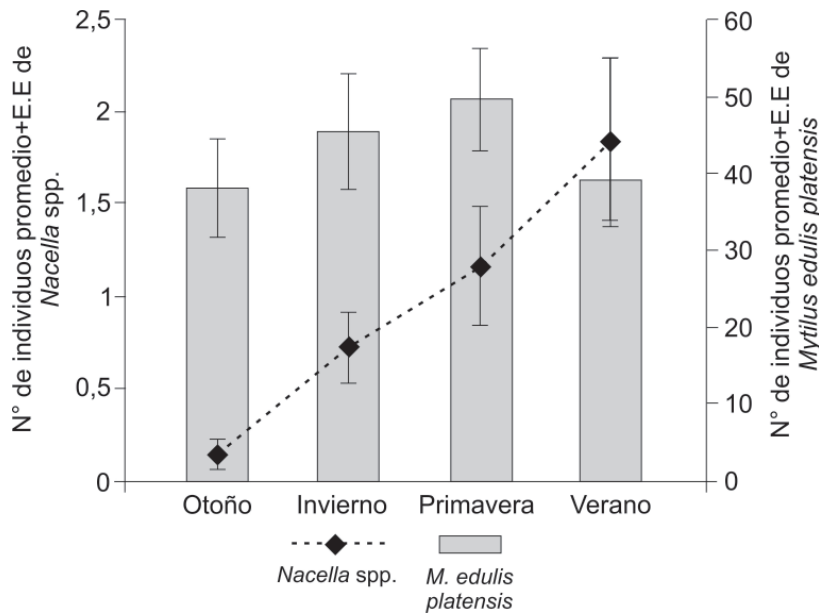 N° de individuos promedio+E.E de
Nacella spp.
2,5
2
1,5
1
0,5
0
60
50
40
30
20
10
0
N° de individuos promedio+E.E de
Mytilus edulis platensis
Otoño Invierno Primavera Verano
Nacella spp.
M. edulis
platensis